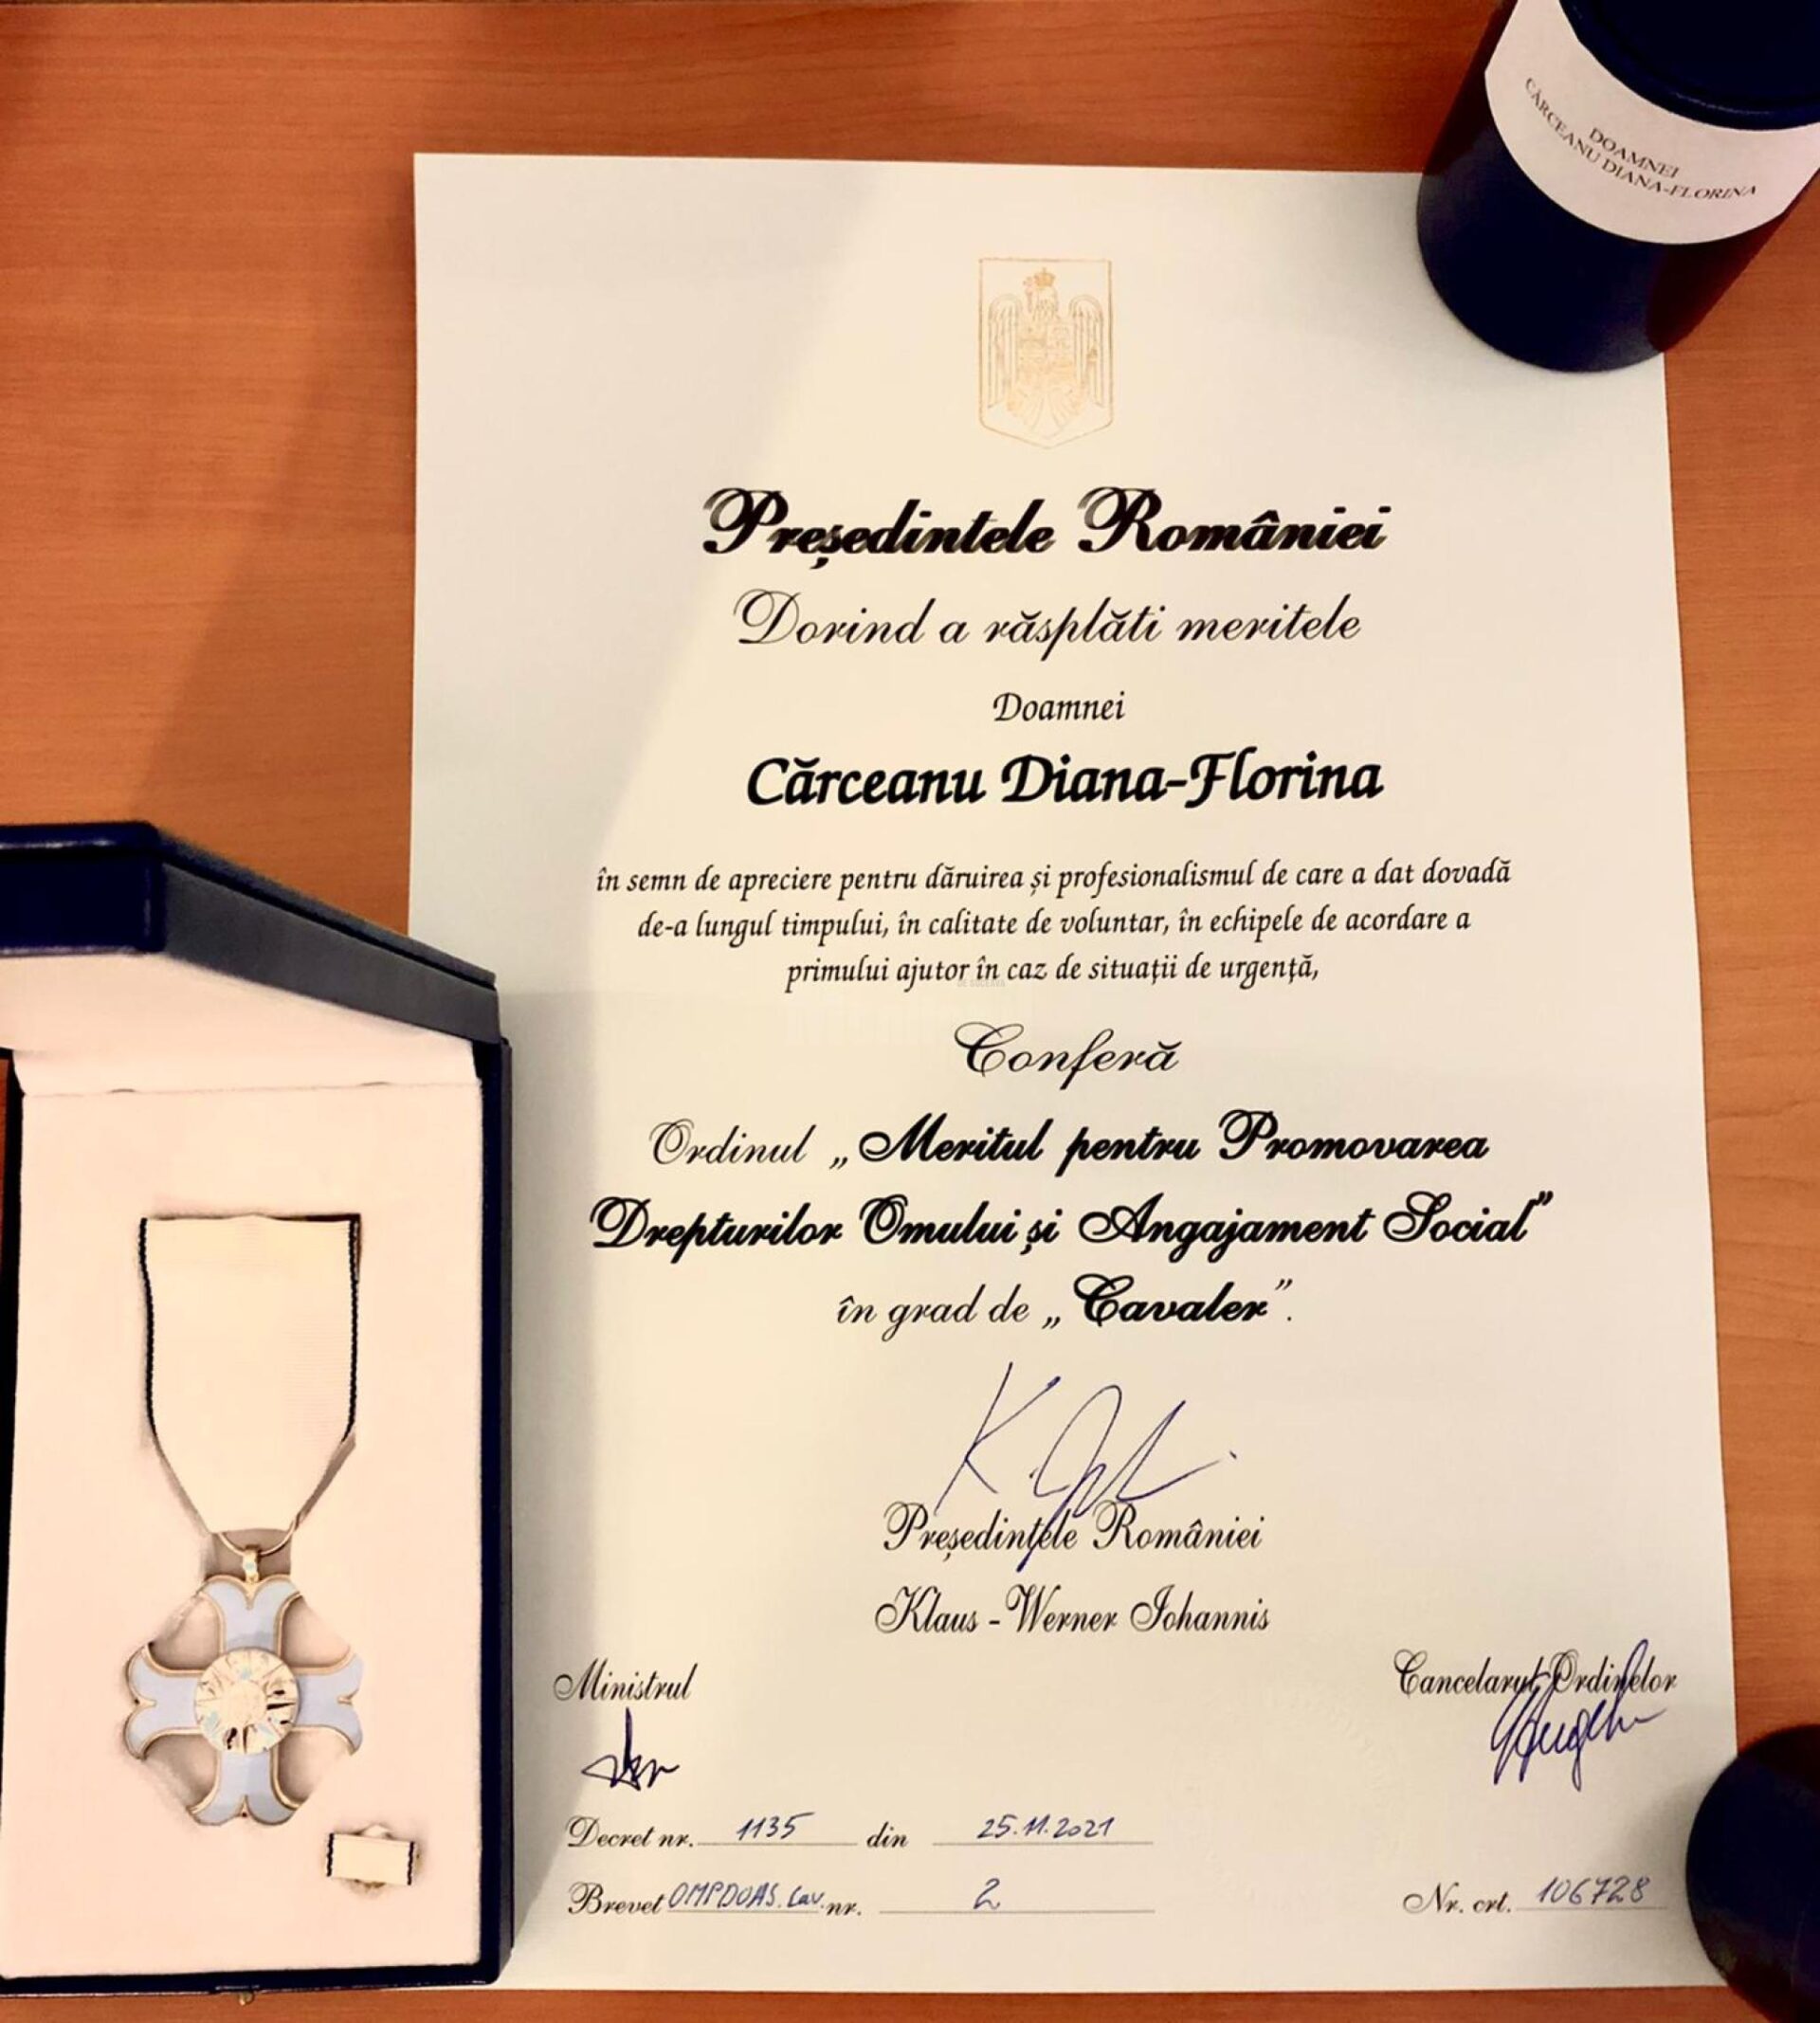 DOAMNEI
CÂRCEANU DIANA-FLORINA
Președintele României
Dorind a răsplăti meritele
Doamnei
Cărceanu Diana-Florina
în semn de apreciere pentru dăruirea și profesionalismul de care a dat dovadă
de-a lungul timpului, în calitate de voluntar, în echipele de acordare a
primului ajutor în caz de situații de urgență,
Conferă
Ordinul „Meritul pentru Promovarea
Drepturilor Omului și Angajament Social”
în grad de „Cavaler”.
Președintele României
Klaus - Werner Iohannis
Ministrul
Cancelarul Ordinelor
Decret nr. 1135 din 25.11.2021
Brevet OMPDOAS. Cav. nr. 2
Nr. crt. 106728